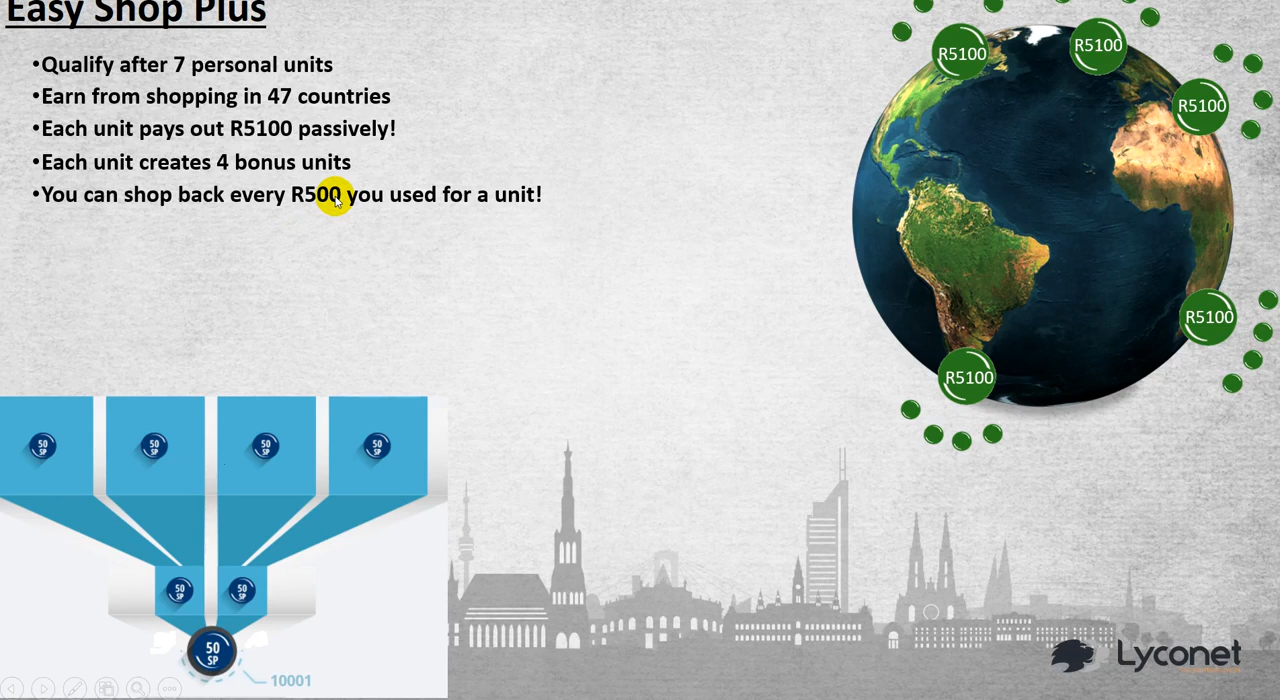 Easy Shop Plus
•Qualify after 7 personal units
•Earn from shopping in 47 countries
•Each unit pays out R5100 passively!
•Each unit creates 4 bonus units
•You can shop back every R500 you used for a unit!
R5100
R5100
R5100
R5100
R5100
50
SP
50
SP
50
SP
50
SP
50
SP
50
SP
50
SP
10001
Lyconet